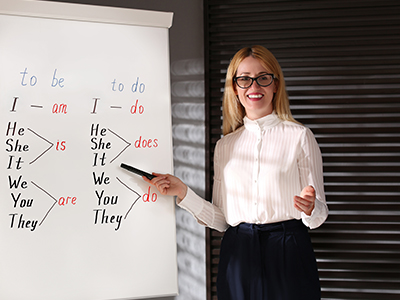 to be
I — am
He
She is
It
We
You are
They
to do
I — do
He
She does
It
We
You do
They